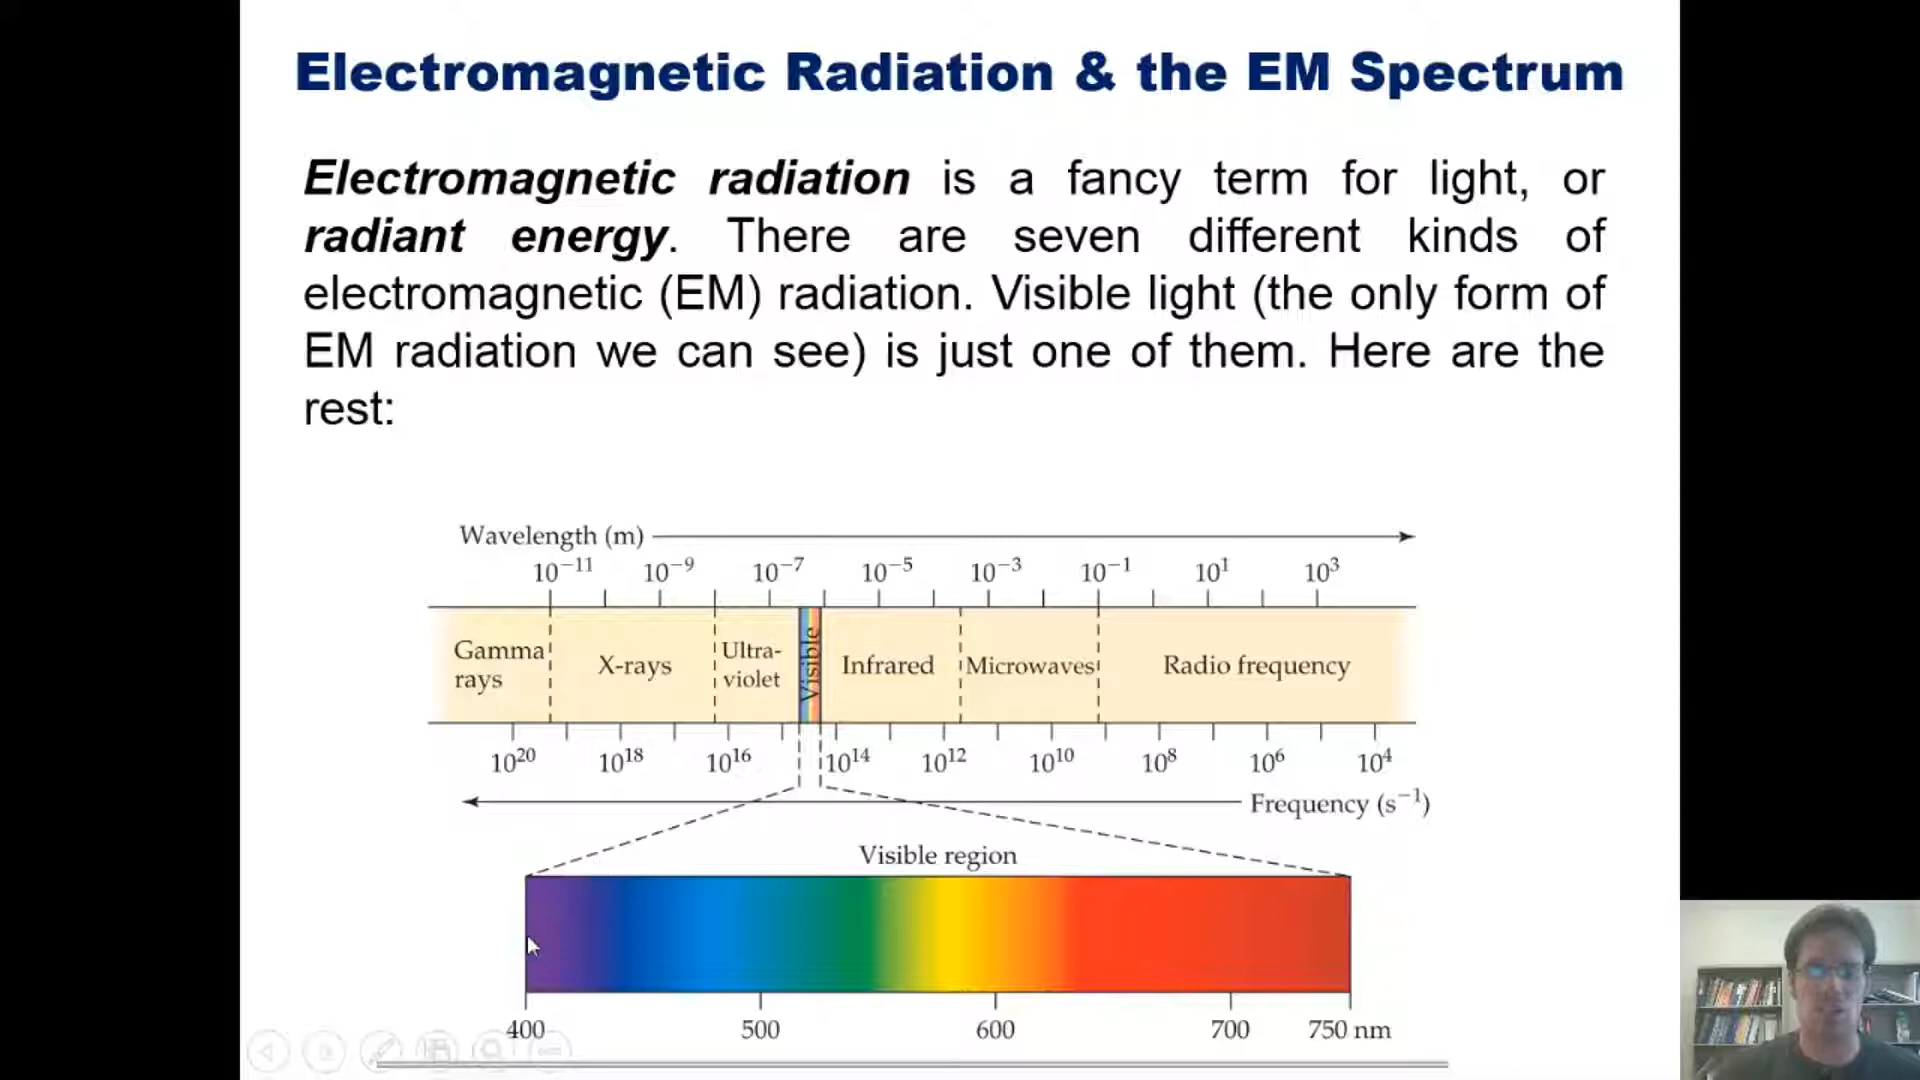 Electromagnetic Radiation & the EM Spectrum
Electromagnetic radiation is a fancy term for light, or
radiant energy. There are seven different kinds of
electromagnetic (EM) radiation. Visible light (the only form of
EM radiation we can see) is just one of them. Here are the
rest:
Wavelength (m)
10⁻¹¹ 10⁻⁹ 10⁻⁷ 10⁻⁵ 10⁻³ 10⁻¹ 10¹ 10³
Gamma rays
X-rays
Ultra-
violet
Visible
Infrared
Microwaves
Radio frequency
10²⁰ 10¹⁸ 10¹⁶ 10¹⁴ 10¹² 10¹⁰ 10⁸ 10⁶ 10⁴
Frequency (s⁻¹)
Visible region
400 500 600 700 750 nm